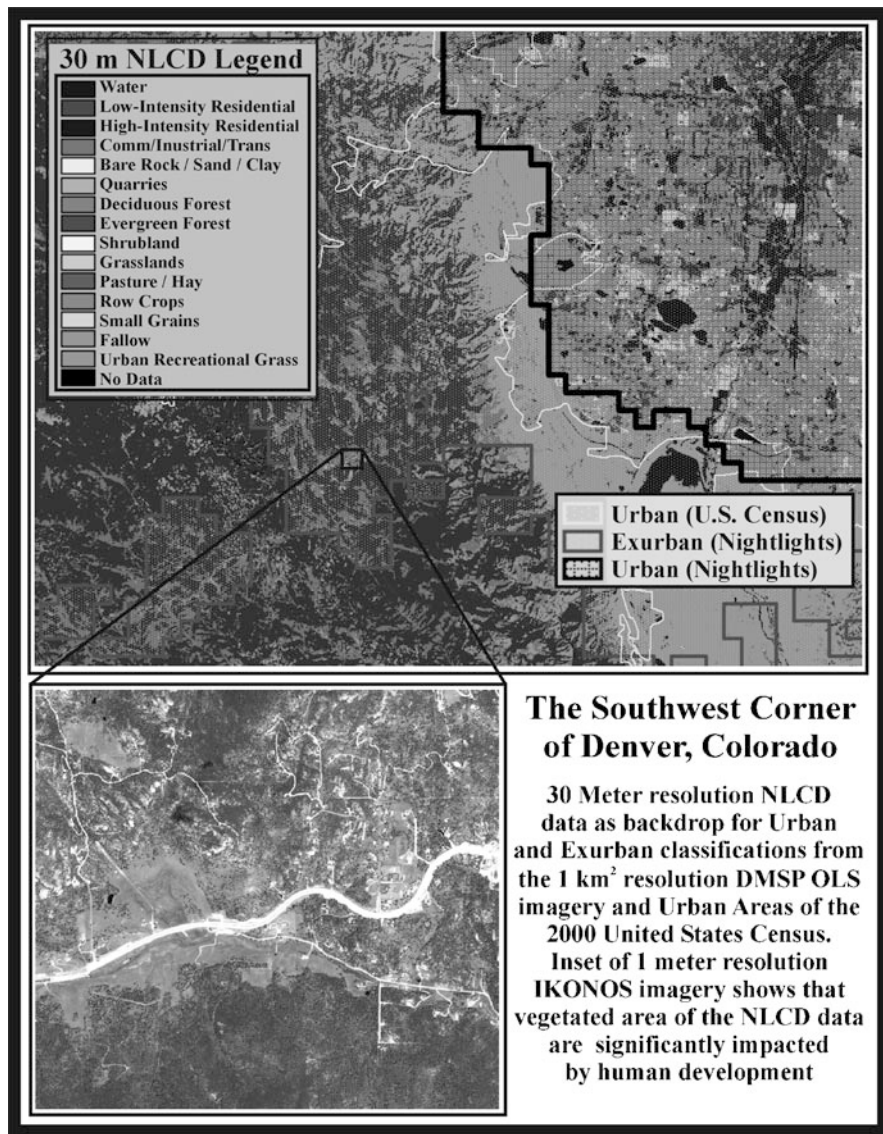 30 m NLCD Legend
Water
Low-Intensity Residential
High-Intensity Residential
Comm/Inustrial/Trans
Bare Rock / Sand / Clay
Quarries
Deciduous Forest
Evergreen Forest
Shrubland
Grasslands
Pasture / Hay
Row Crops
Small Grains
Fallow
Urban Recreational Grass
No Data
Urban (U.S. Census)
Exurban (Nightlights)
Urban (Nightlights)
The Southwest Corner
of Denver, Colorado
30 Meter resolution NLCD
data as backdrop for Urban
and Exurban classifications from
the 1 km² resolution DMSP OLS
imagery and Urban Areas of the
2000 United States Census.
Inset of 1 meter resolution
IKONOS imagery shows that
vegetated area of the NLCD data
are significantly impacted
by human development